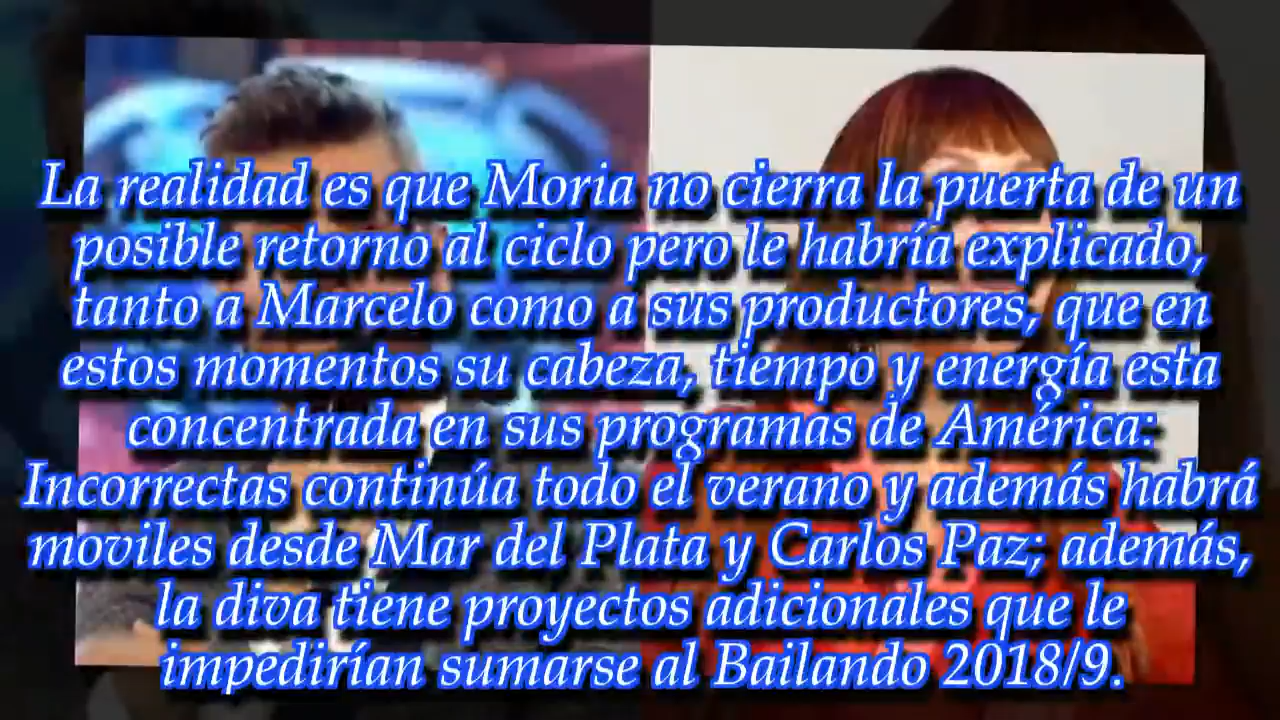 La realidad es que Moria no cierra la puerta de un
posible retorno al ciclo pero le habría explicado,
tanto a Marcelo como a sus productores, que en
estos momentos su cabeza, tiempo y energía esta
concentrada en sus programas de América:
Incorrectas continúa todo el verano y además habrá
moviles desde Mar del Plata y Carlos Paz; además,
la diva tiene proyectos adicionales que le
impedirían sumarse al Bailando 2018/9.